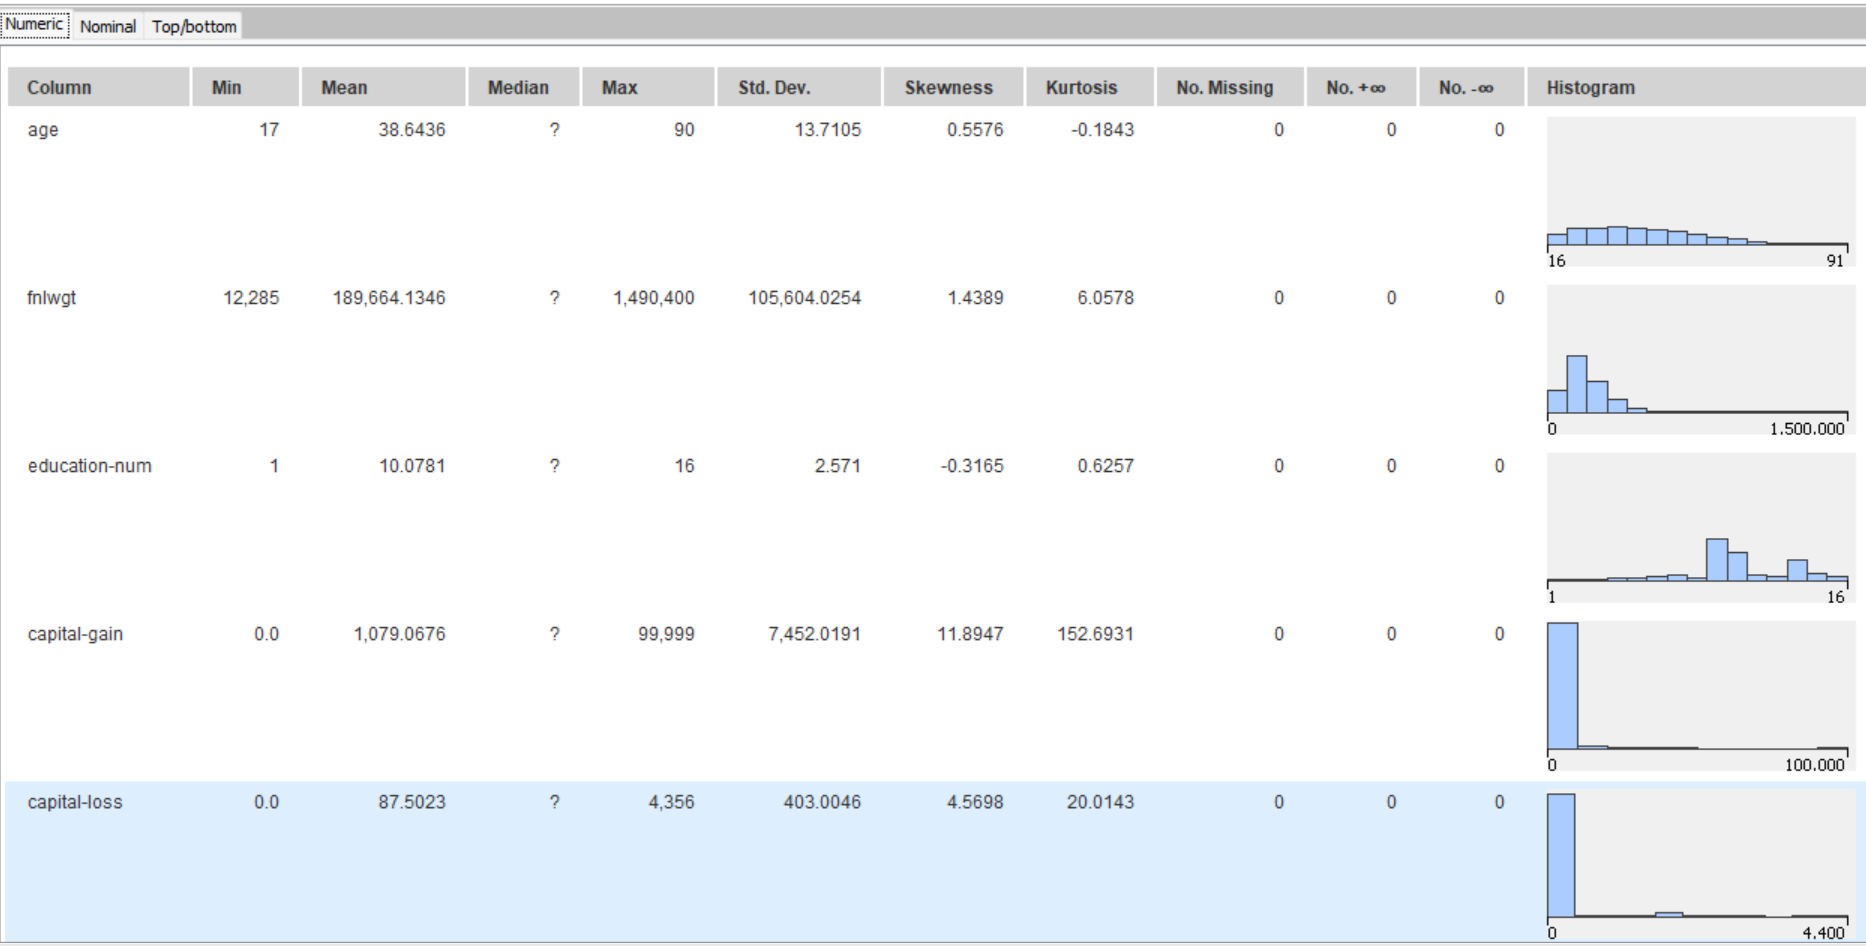 Numeric Nominal Top/bottom
Column Min Mean Median Max Std. Dev. Skewness Kurtosis No. Missing No. +∞ No. -∞ Histogram
age 17 38.6436 ? 90 13.7105 0.5576 -0.1843 0 0 0
16 91
fnlwgt 12,285 189,664.1346 ? 1,490,400 105,604.0254 1.4389 6.0578 0 0 0
0 1.500.000
education-num 1 10.0781 ? 16 2.571 -0.3165 0.6257 0 0 0
1 16
capital-gain 0.0 1,079.0676 ? 99,999 7,452.0191 11.8947 152.6931 0 0 0
0 100.000
capital-loss 0.0 87.5023 ? 4,356 403.0046 4.5698 20.0143 0 0 0
0 4.400